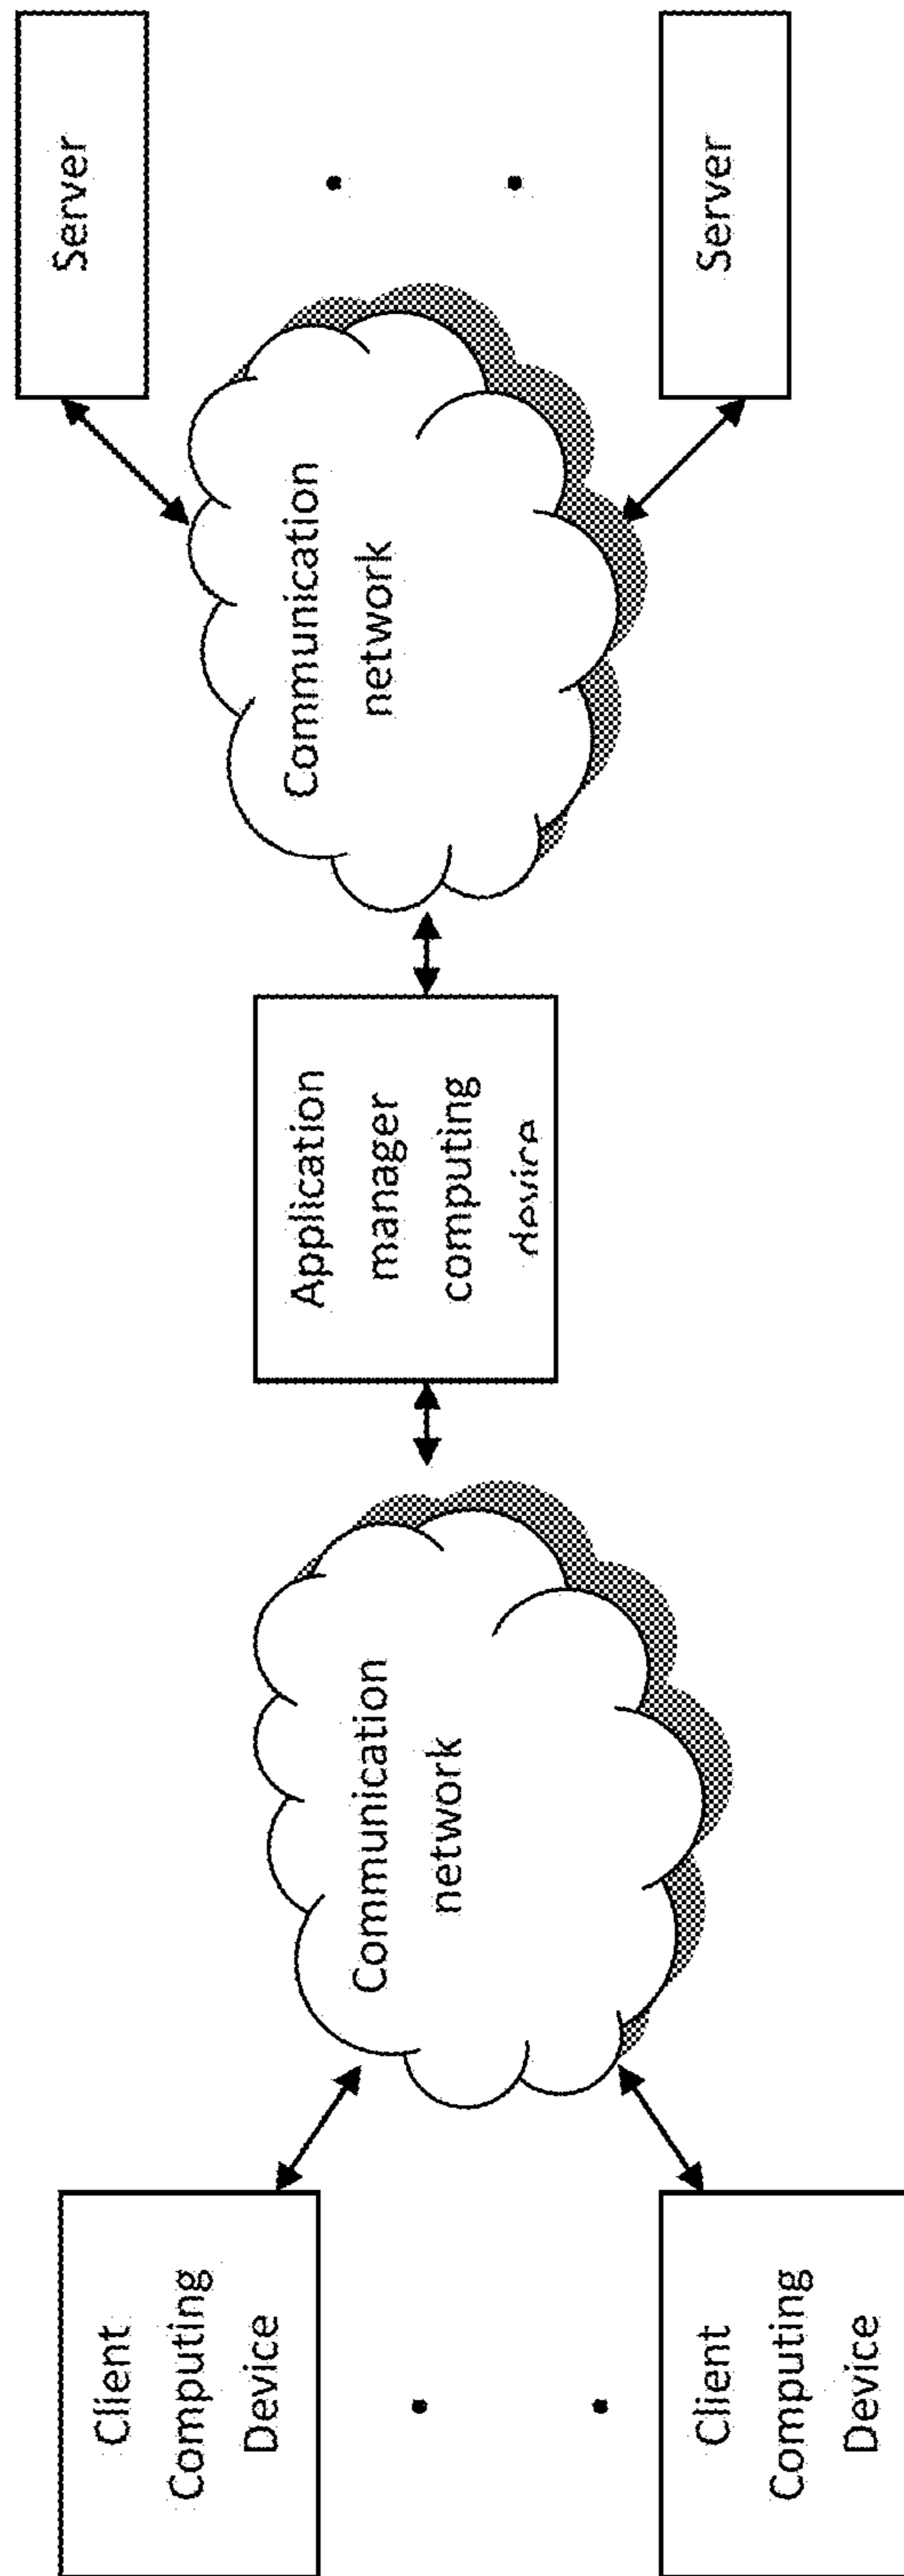 Client
Computing
Device
Client
Computing
Device
Communication
network
Application
manager
computing
device
Communication
network
Server
Server